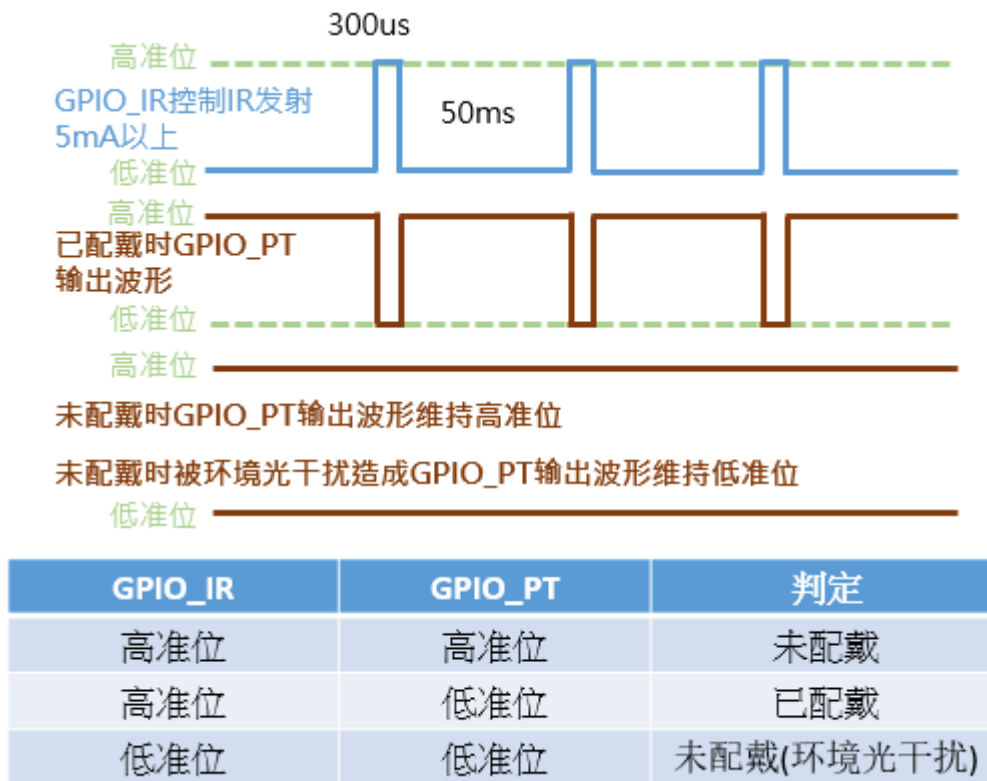 300us
高准位
GPIO_IR控制IR发射
50ms
5mA以上
低准位
高准位
已配戴时GPIO_PT
输出波形
低准位
高准位
未配戴时GPIO_PT输出波形维持高准位
未配戴时被环境光干扰造成GPIO_PT输出波形维持低准位
低准位
GPIO_IR GPIO_PT 判定
高准位 高准位 未配戴
高准位 低准位 已配戴
低准位 低准位 未配戴(环境光干扰)